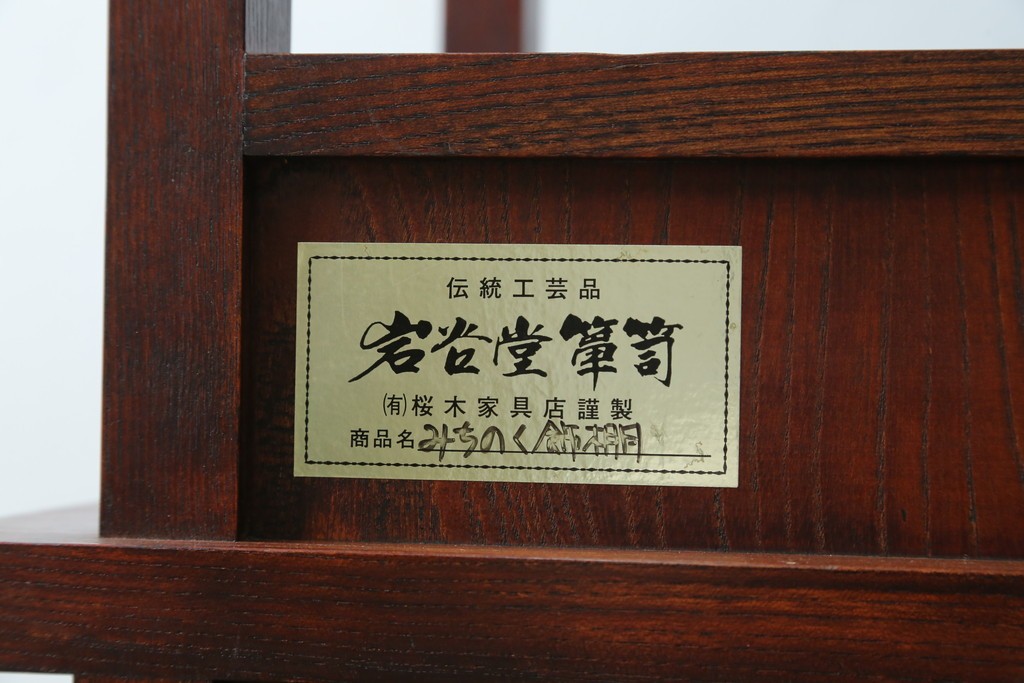 伝統工芸品
岩谷堂箪笥
(有)桜木家具店謹製
商品名みちのく飾棚